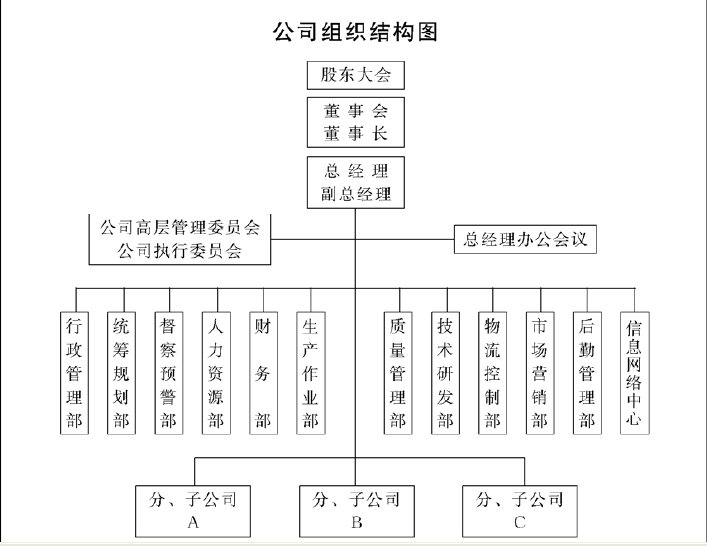 公司组织结构图
股东大会
董事会
董事长
总经理
副总经理
公司高层管理委员会
公司执行委员会
总经理办公会议
行政管理部
统筹规划部
督察预警部
人力资源部
财务部
生产作业部
质量管理部
技术研发部
物流控制部
市场营销部
后勤管理部
信息网络中心
分、子公司
A
分、子公司
B
分、子公司
C